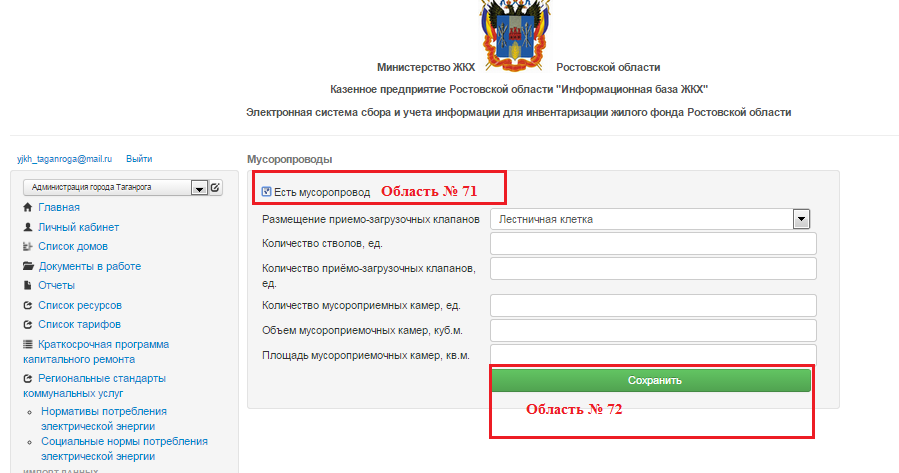 Министерство ЖКХ Ростовской области
Казенное предприятие Ростовской области "Информационная база ЖКХ"
Электронная система сбора и учета информации для инвентаризации жилого фонда Ростовской области
yjkh_taganroga@mail.ru Выйти
Администрация города Таганрога
Главная
Личный кабинет
Список домов
Документы в работе
Отчеты
Список ресурсов
Список тарифов
Краткосрочная программа
капитального ремонта
Региональные стандарты
коммунальных услуг
Нормативы потребления
электрической энергии
Социальные нормы потребления
электрической энергии
ИМПОРТ ДАННЫХ
Мусоропроводы
Есть мусоропровод Область № 71
Размещение приемо-загрузочных клапанов Лестничная клетка
Количество стволов, ед.
Количество приёмо-загрузочных клапанов,
ед.
Количество мусороприемных камер, ед.
Объем мусороприемочных камер, куб.м.
Площадь мусороприемочных камер, кв.м.
Сохранить
Область № 72